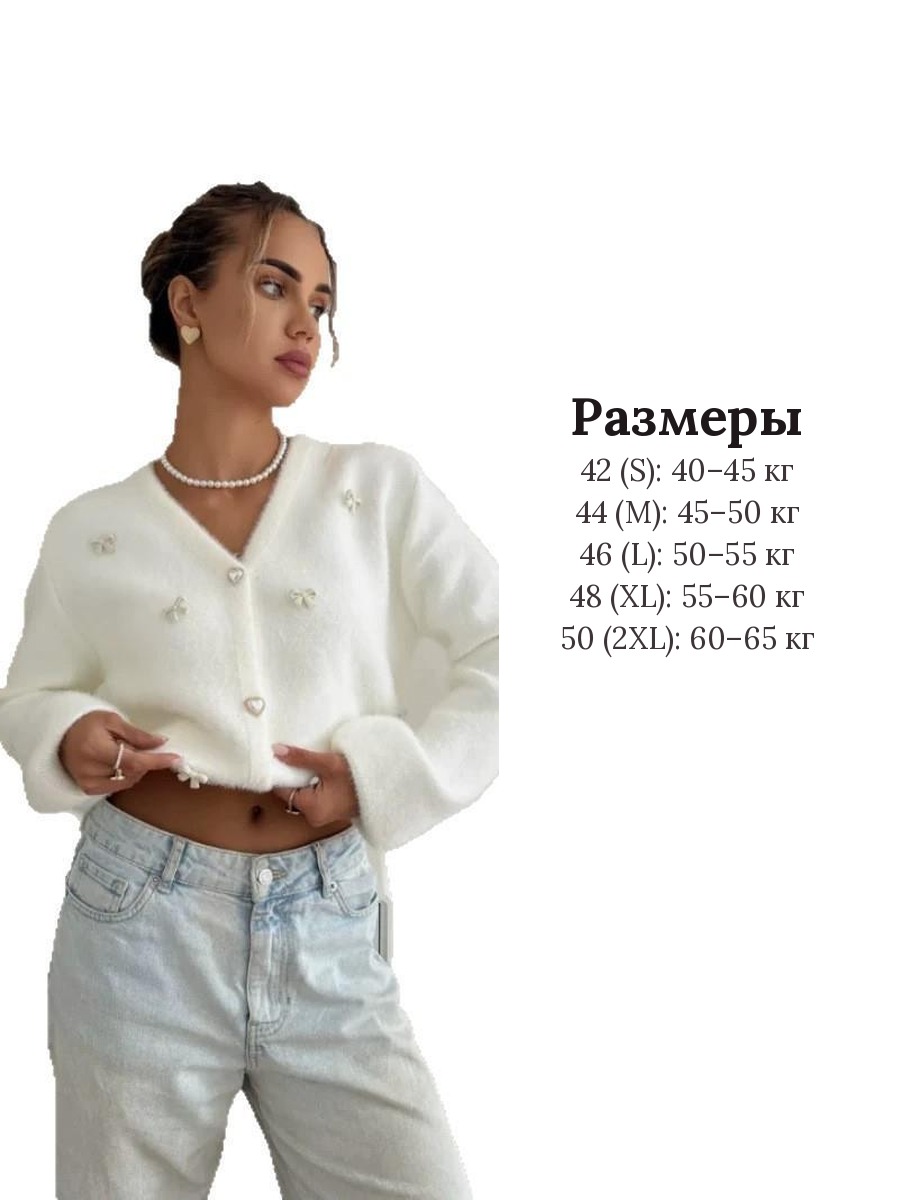 Размеры
42 (S): 40–45 кг
44 (M): 45–50 кг
46 (L): 50–55 кг
48 (XL): 55–60 кг
50 (2XL): 60–65 кг